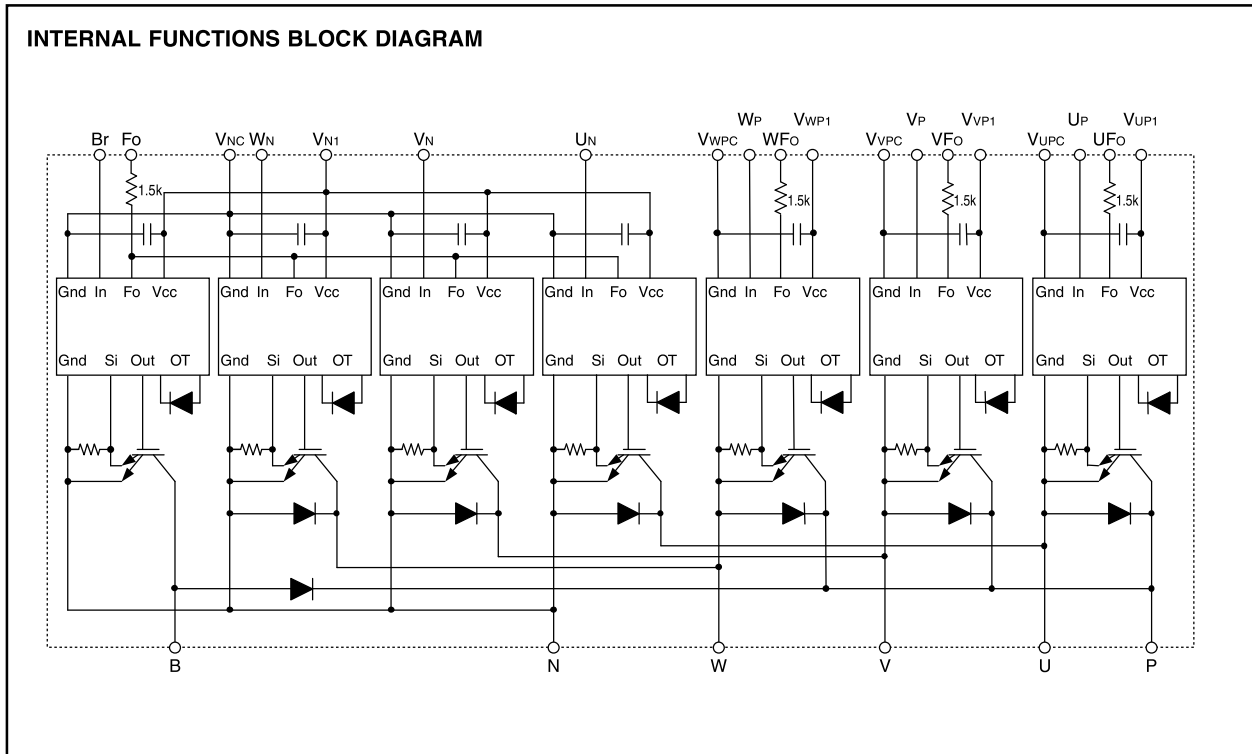 INTERNAL FUNCTIONS BLOCK DIAGRAM
WP VWP1 VP VVP1 UP VUP1
Br Fo VNC WN VN1 VN UN VWPC WFO VVPC VFO VUPC UFO
1.5k 1.5k 1.5k 1.5k
Gnd In Fo Vcc Gnd In Fo Vcc Gnd In Fo Vcc Gnd In Fo Vcc Gnd In Fo Vcc Gnd In Fo Vcc Gnd In Fo Vcc
Gnd Si Out OT Gnd Si Out OT Gnd Si Out OT Gnd Si Out OT Gnd Si Out OT Gnd Si Out OT Gnd Si Out OT
B N W V U P